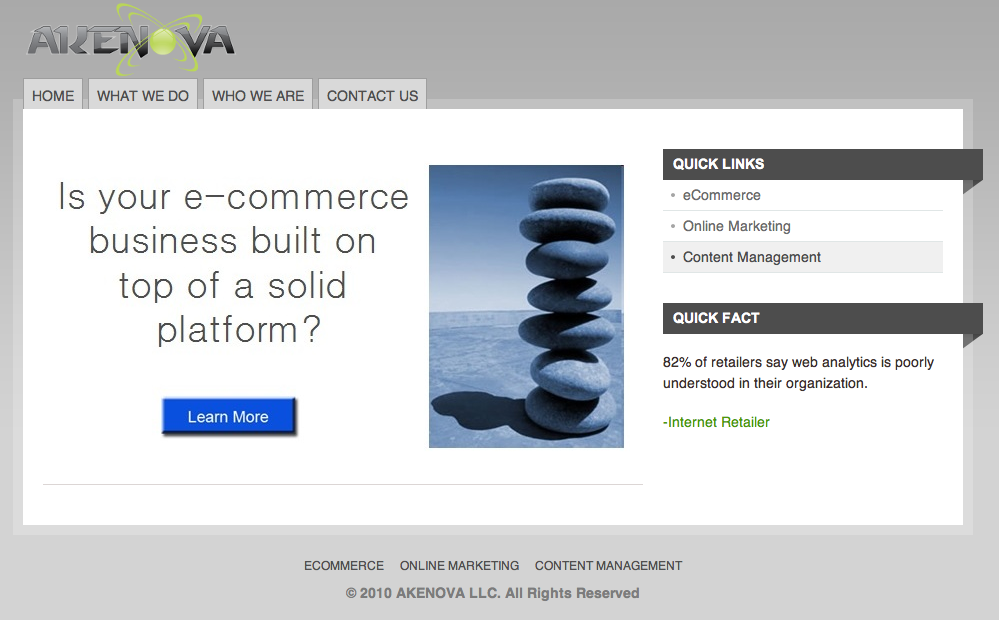 AKENOVA
HOME
WHAT WE DO
WHO WE ARE
CONTACT US
Is your e-commerce
business built on
top of a solid
platform?
Learn More
QUICK LINKS
eCommerce
Online Marketing
Content Management
QUICK FACT
82% of retailers say web analytics is poorly
understood in their organization.
-Internet Retailer
ECOMMERCE ONLINE MARKETING CONTENT MANAGEMENT
© 2010 AKENOVA LLC. All Rights Reserved